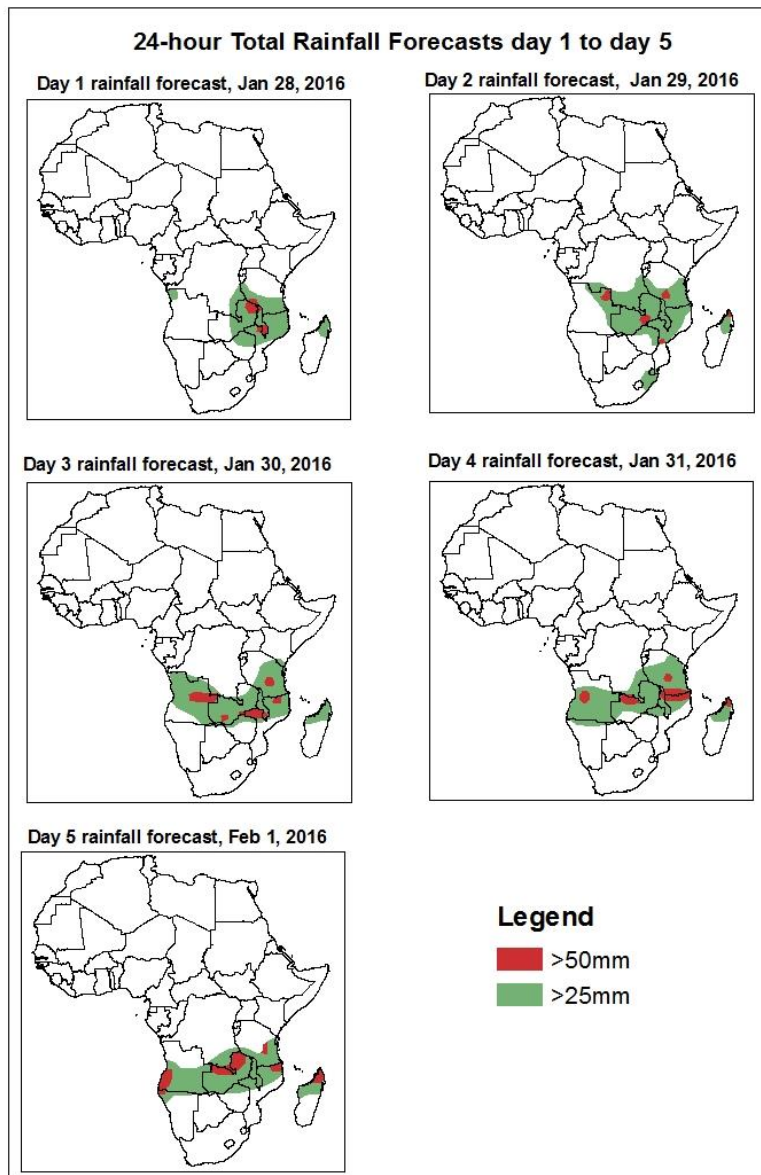 24-hour Total Rainfall Forecasts day 1 to day 5
Day 1 rainfall forecast, Jan 28, 2016
Day 2 rainfall forecast, Jan 29, 2016
Day 3 rainfall forecast, Jan 30, 2016
Day 4 rainfall forecast, Jan 31, 2016
Day 5 rainfall forecast, Feb 1, 2016
Legend
>50mm
>25mm